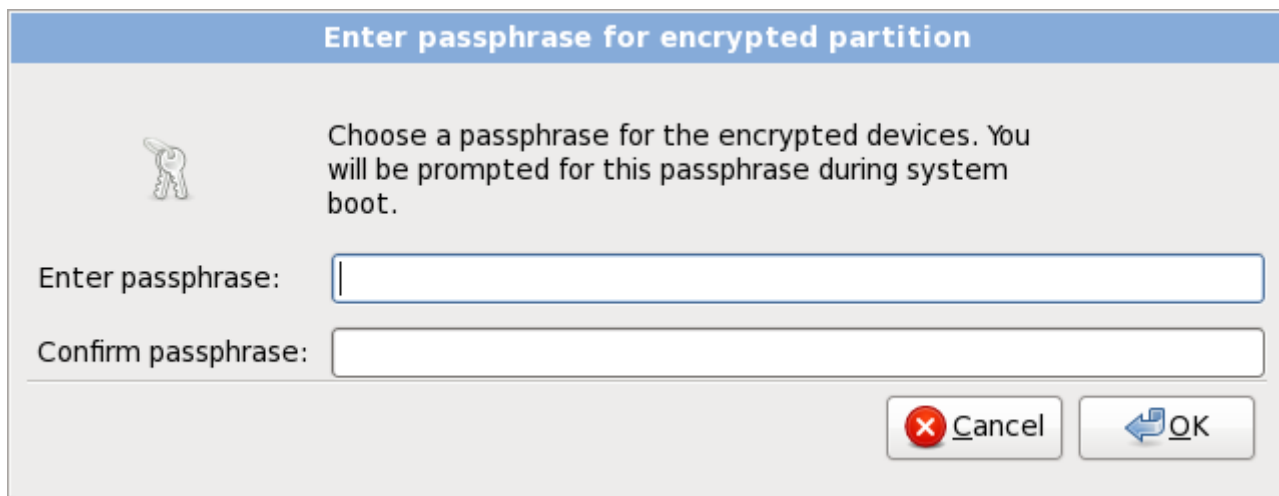 Enter passphrase for encrypted partition
Choose a passphrase for the encrypted devices. You
will be prompted for this passphrase during system
boot.
Enter passphrase:
Confirm passphrase:
Cancel OK